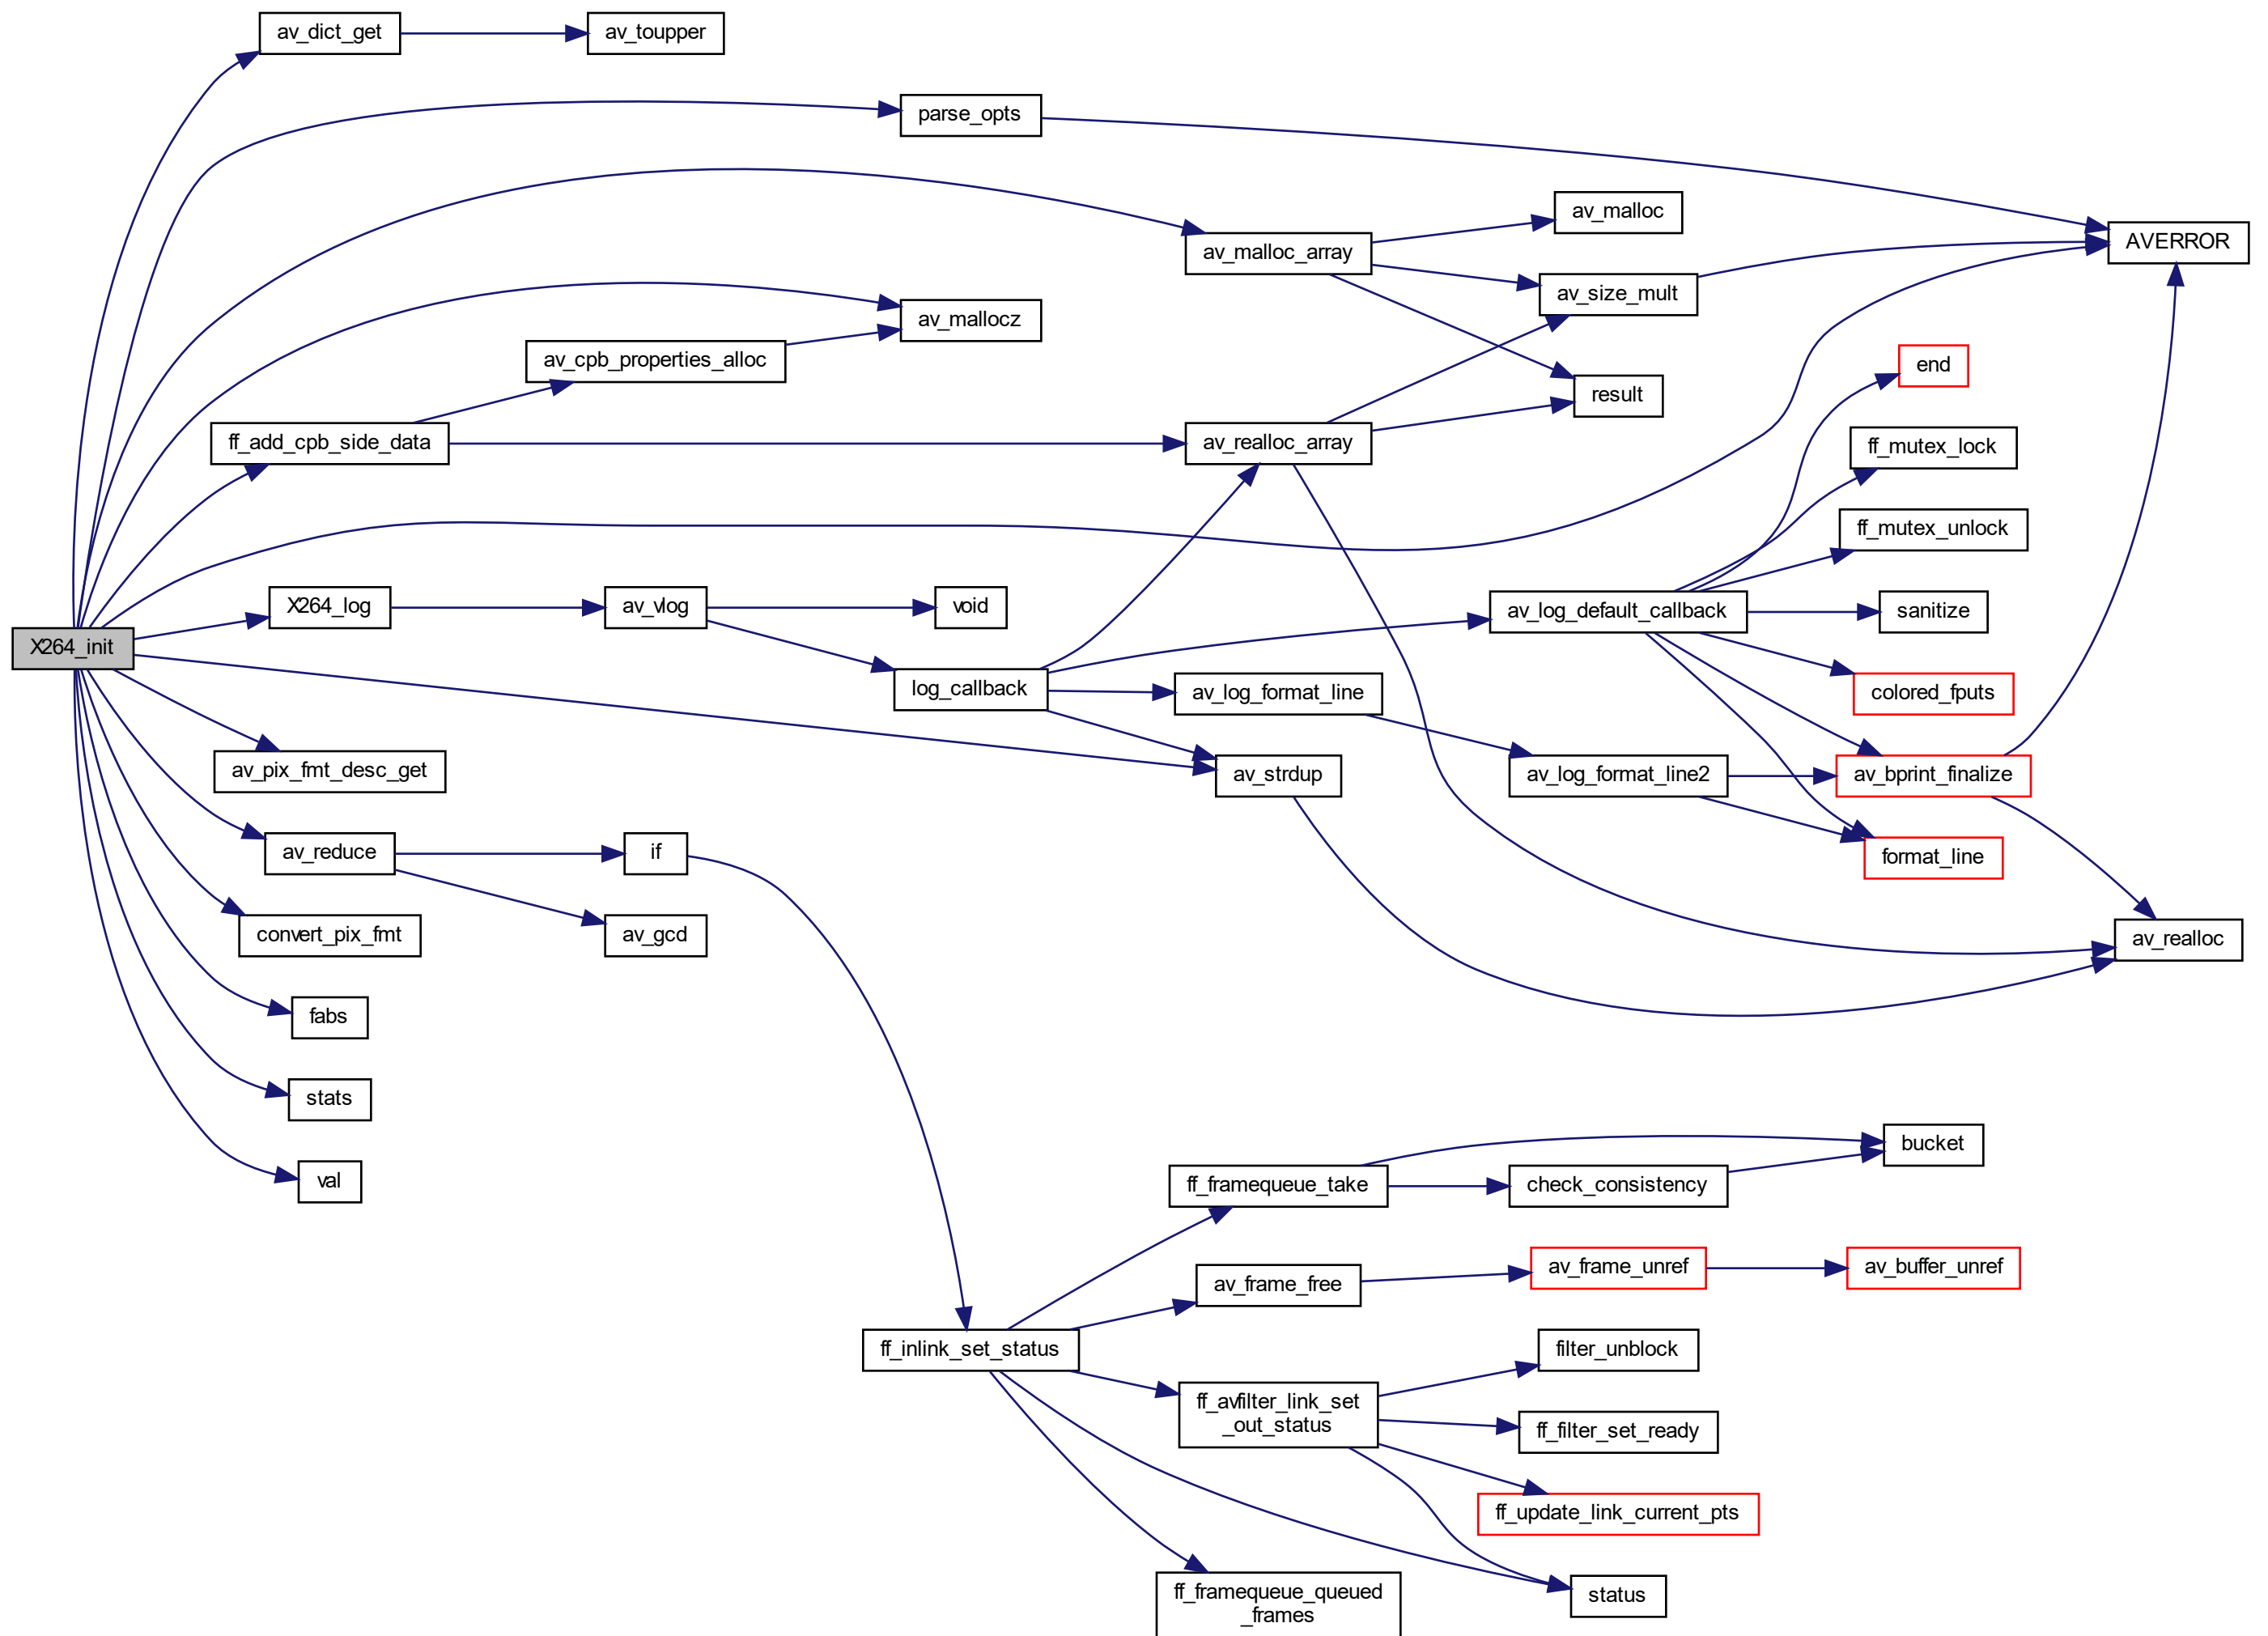 av_dict_get
av_toupper
parse_opts
av_malloc
AVERROR
av_malloc_array
av_size_mult
av_mallocz
av_cpb_properties_alloc
end
result
ff_add_cpb_side_data
av_realloc_array
ff_mutex_lock
ff_mutex_unlock
X264_log
av_vlog
void
av_log_default_callback
sanitize
X264_init
log_callback
av_log_format_line
colored_fputs
av_pix_fmt_desc_get
av_strdup
av_log_format_line2
av_bprint_finalize
av_reduce
if
format_line
convert_pix_fmt
av_gcd
av_realloc
fabs
stats
bucket
val
ff_framequeue_take
check_consistency
av_frame_free
av_frame_unref
av_buffer_unref
ff_inlink_set_status
filter_unblock
ff_avfilter_link_set
_out_status
ff_filter_set_ready
ff_update_link_current_pts
ff_framequeue_queued
_frames
status